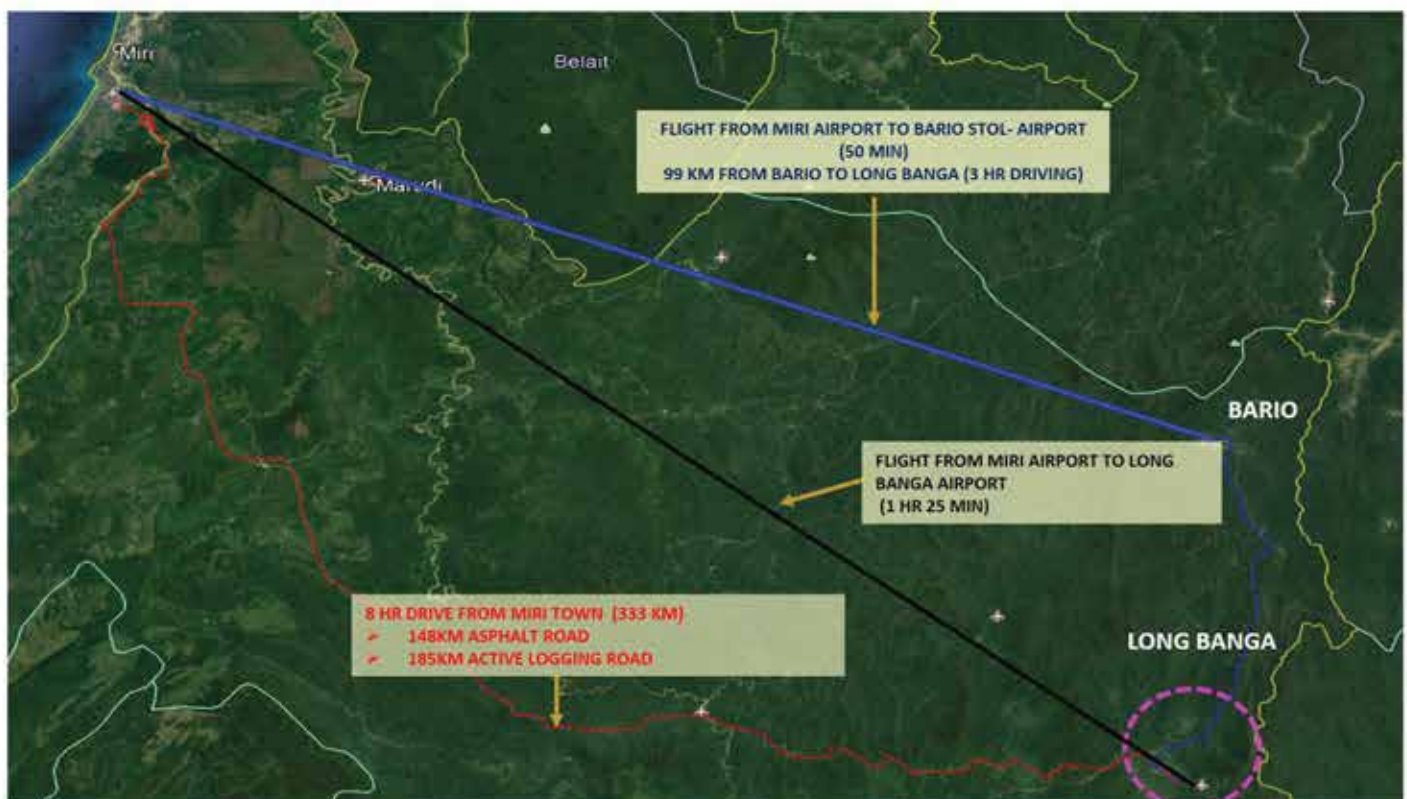 Miri
Belait
FLIGHT FROM MIRI AIRPORT TO BARIO STOL- AIRPORT
(50 MIN)
99 KM FROM BARIO TO LONG BANGA (3 HR DRIVING)
Marudi
BARIO
FLIGHT FROM MIRI AIRPORT TO LONG
BANGA AIRPORT
(1 HR 25 MIN)
8 HR DRIVE FROM MIRI TOWN (333 KM)
➤ 148KM ASPHALT ROAD
➤ 185KM ACTIVE LOGGING ROAD
LONG BANGA